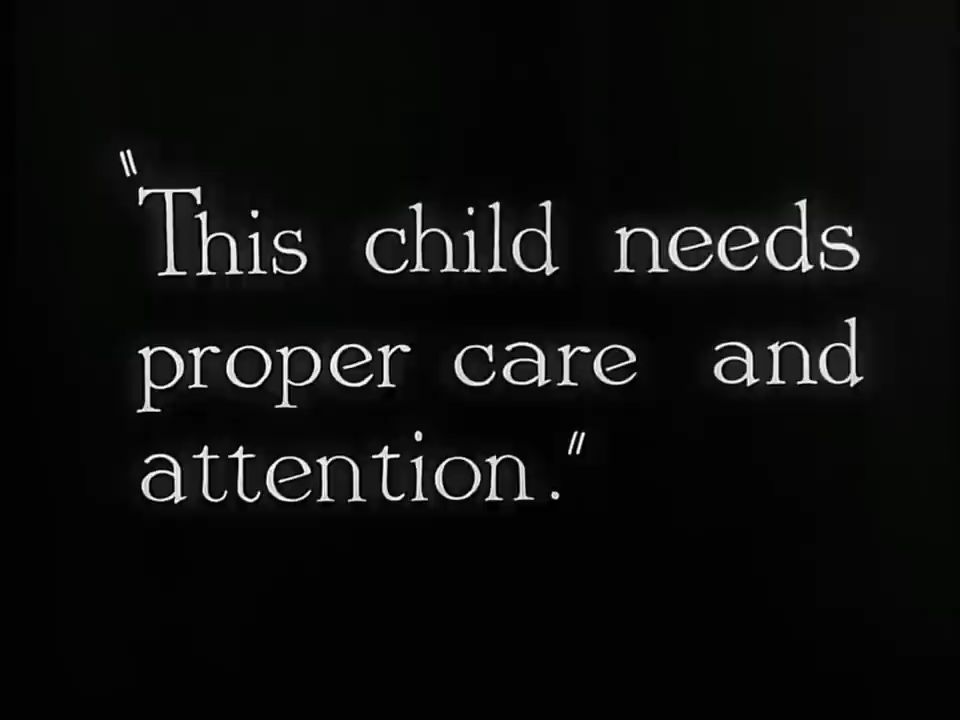 "This child needs
proper care and
attention."